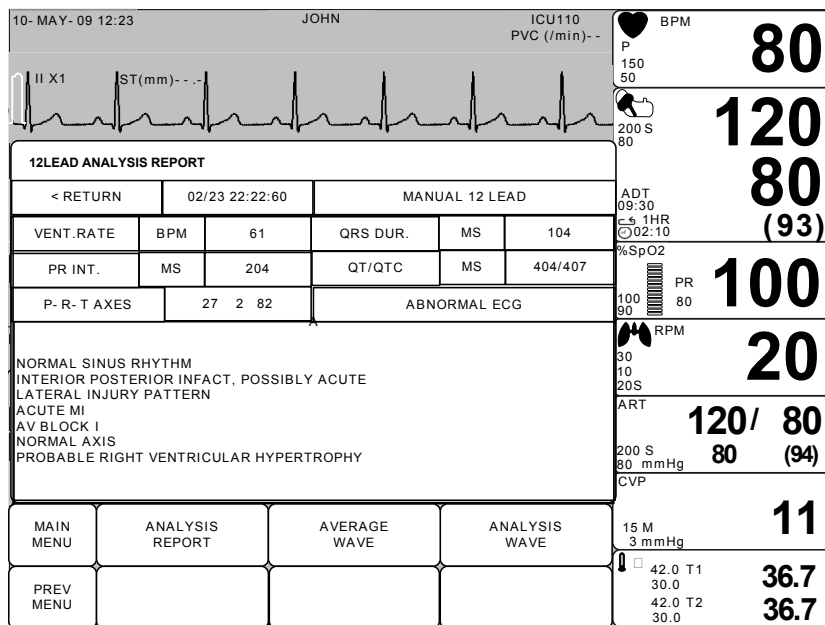 10- MAY- 09 12:23 JOHN ICU110
PVC (/min)- -
II X1 ST(mm)- - .-
12LEAD ANALYSIS REPORT
< RETURN 02/23 22:22:60 MANUAL 12 LEAD
VENT.RATE BPM 61 QRS DUR. MS 104
PR INT. MS 204 QT/QTC MS 404/407
P- R- T AXES 27 2 82 ABNORMAL ECG
NORMAL SINUS RHYTHM
INTERIOR POSTERIOR INFACT, POSSIBLY ACUTE
LATERAL INJURY PATTERN
ACUTE MI
AV BLOCK I
NORMAL AXIS
PROBABLE RIGHT VENTRICULAR HYPERTROPHY
MAIN MENU
ANALYSIS REPORT
AVERAGE WAVE
ANALYSIS WAVE
PREV MENU
BPM
P
150
50
80
200 S
80
120
80
(93)
ADT
09:30
1HR
02:10
%SpO2
100
90
PR
80
100
RPM
30
10
20S
20
ART
120/ 80
200 S
80 mmHg
80 (94)
CVP
15 M
3 mmHg
11
42.0 T1
30.0
36.7
42.0 T2
30.0
36.7